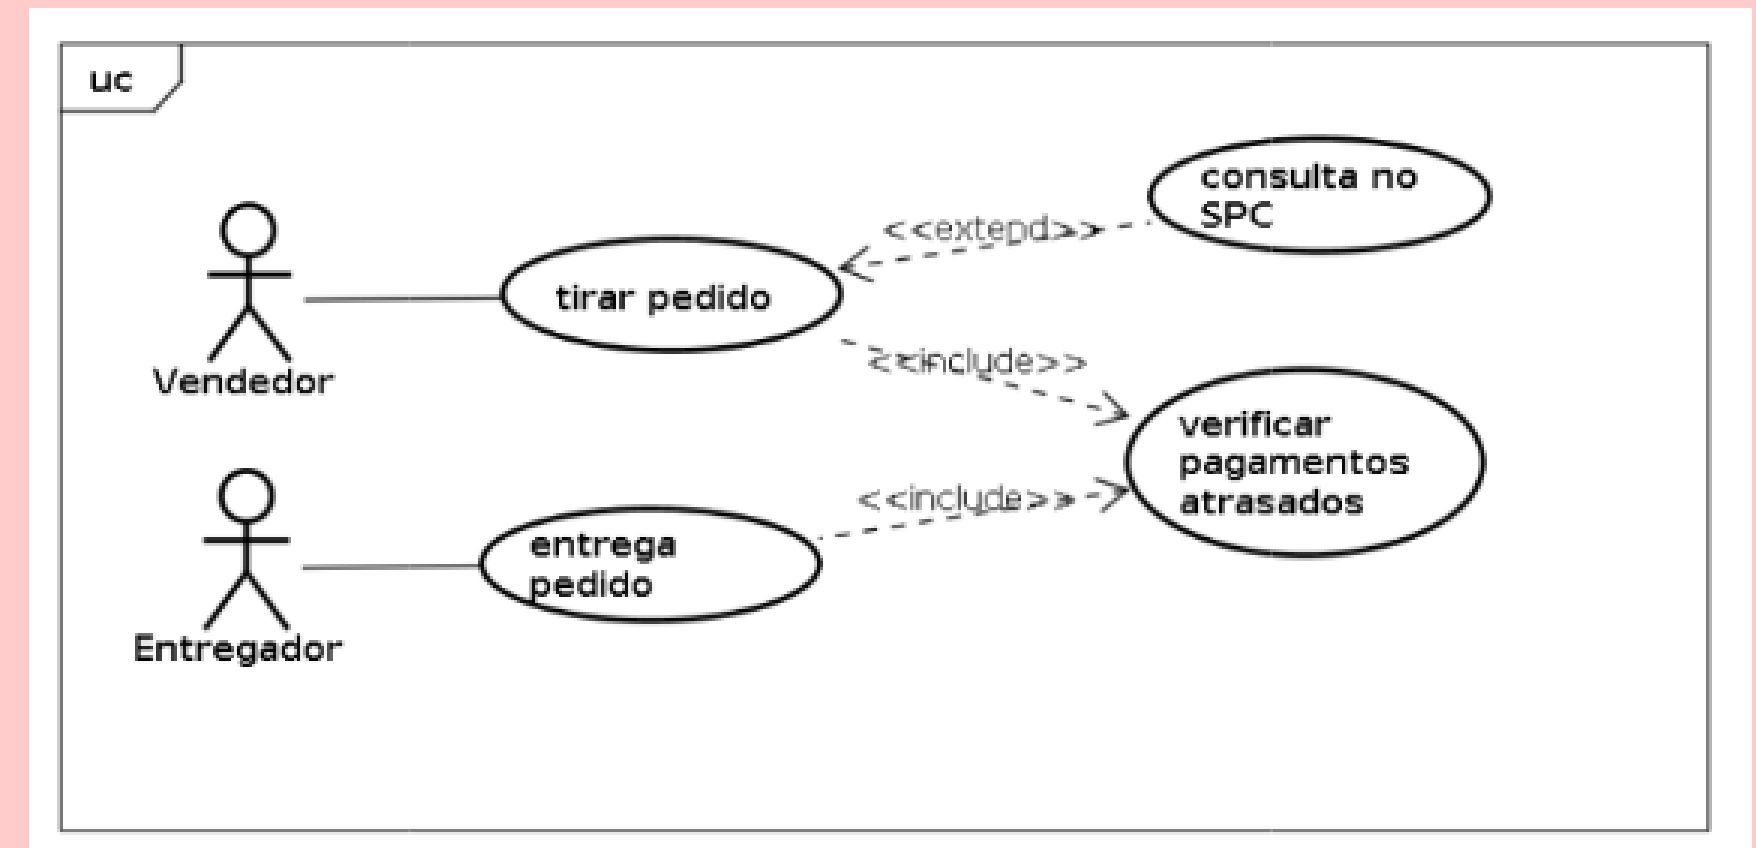 uc
consulta no
SPC
<<extend>>
tirar pedido
<<include>>
Vendedor
verificar
pagamentos
atrasados
<<include>>
entrega
pedido
Entregador